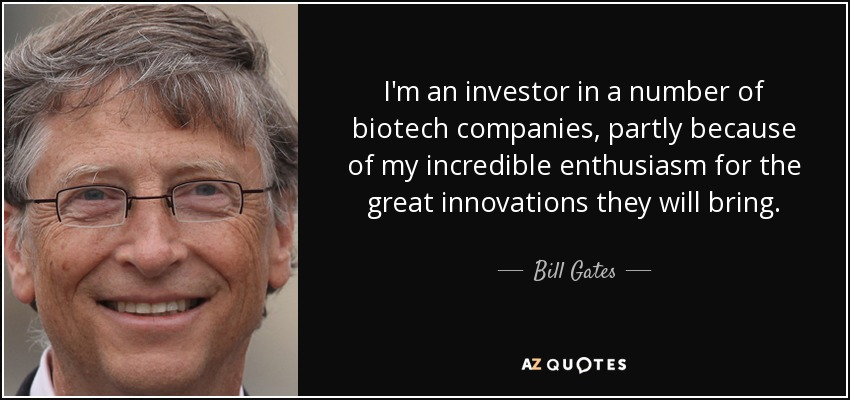 I'm an investor in a number of
biotech companies, partly because
of my incredible enthusiasm for the
great innovations they will bring.
Bill Gates
AZ QUOTES